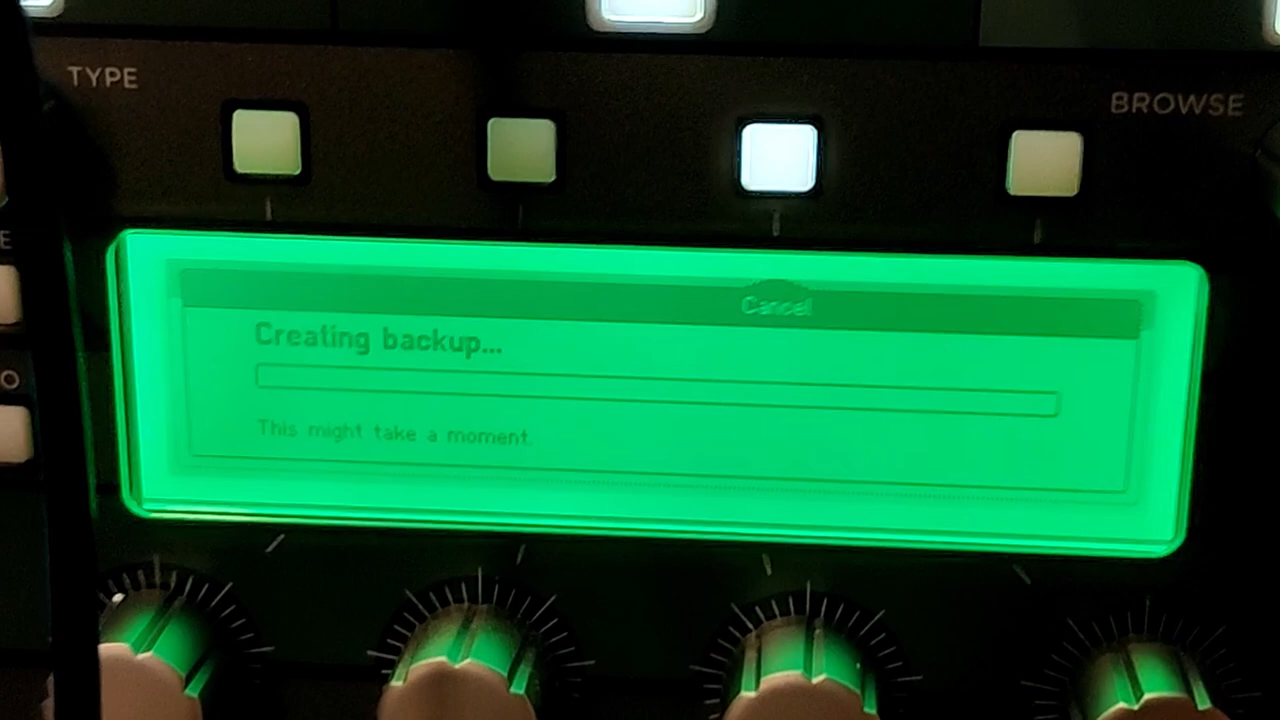 TYPE
BROWSE
E
Cancel
Creating backup...
O
This might take a moment.